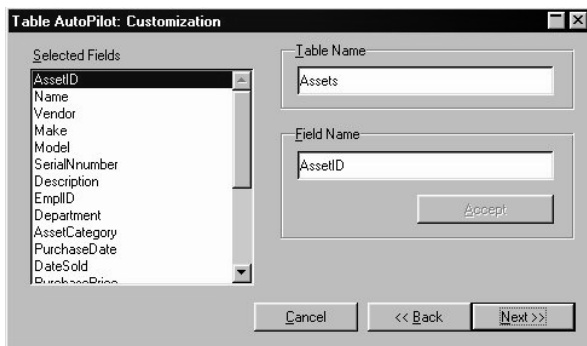 Table AutoPilot: Customization
Selected Fields
AssetID
Name
Vendor
Make
Model
SerialNnumber
Description
EmplID
Department
AssetCategory
PurchaseDate
DateSold
PurchasePrice
Table Name
Assets
Field Name
AssetID
Accept
Cancel
<< Back
Next >>